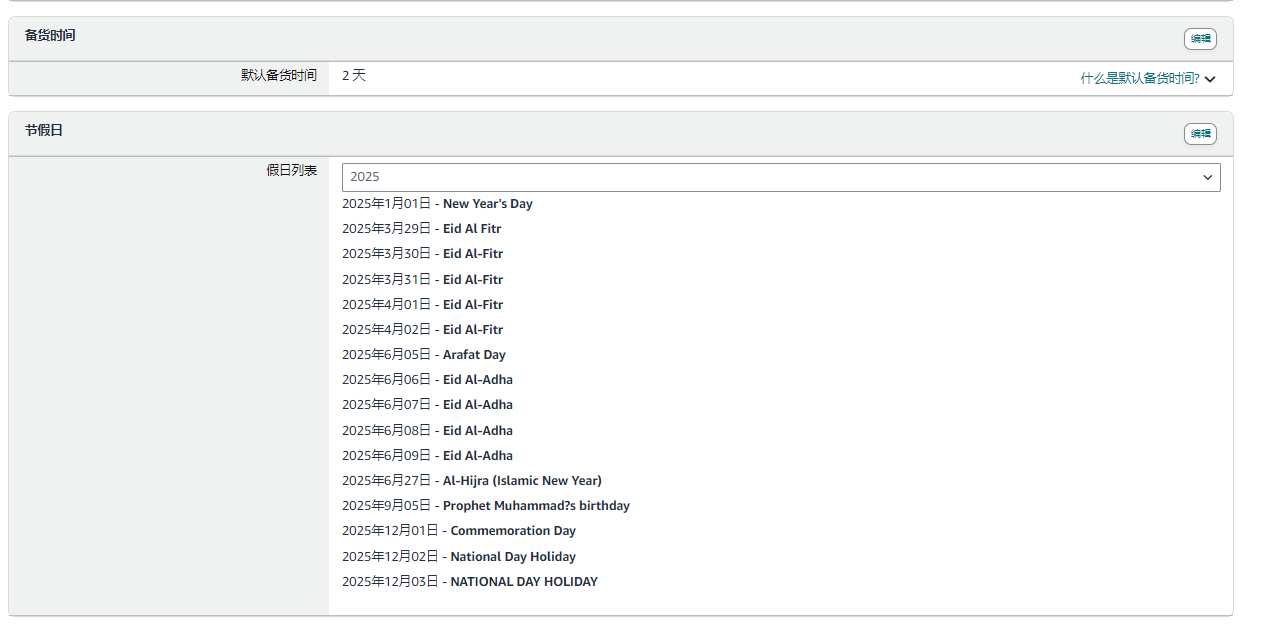 备货时间
编辑
默认备货时间 2 天 什么是默认备货时间?
节假日
编辑
假日列表 2025
2025年1月01日 - New Year's Day
2025年3月29日 - Eid Al Fitr
2025年3月30日 - Eid Al-Fitr
2025年3月31日 - Eid Al-Fitr
2025年4月01日 - Eid Al-Fitr
2025年4月02日 - Eid Al-Fitr
2025年6月05日 - Arafat Day
2025年6月06日 - Eid Al-Adha
2025年6月07日 - Eid Al-Adha
2025年6月08日 - Eid Al-Adha
2025年6月09日 - Eid Al-Adha
2025年6月27日 - Al-Hijra (Islamic New Year)
2025年9月05日 - Prophet Muhammad?s birthday
2025年12月01日 - Commemoration Day
2025年12月02日 - National Day Holiday
2025年12月03日 - NATIONAL DAY HOLIDAY